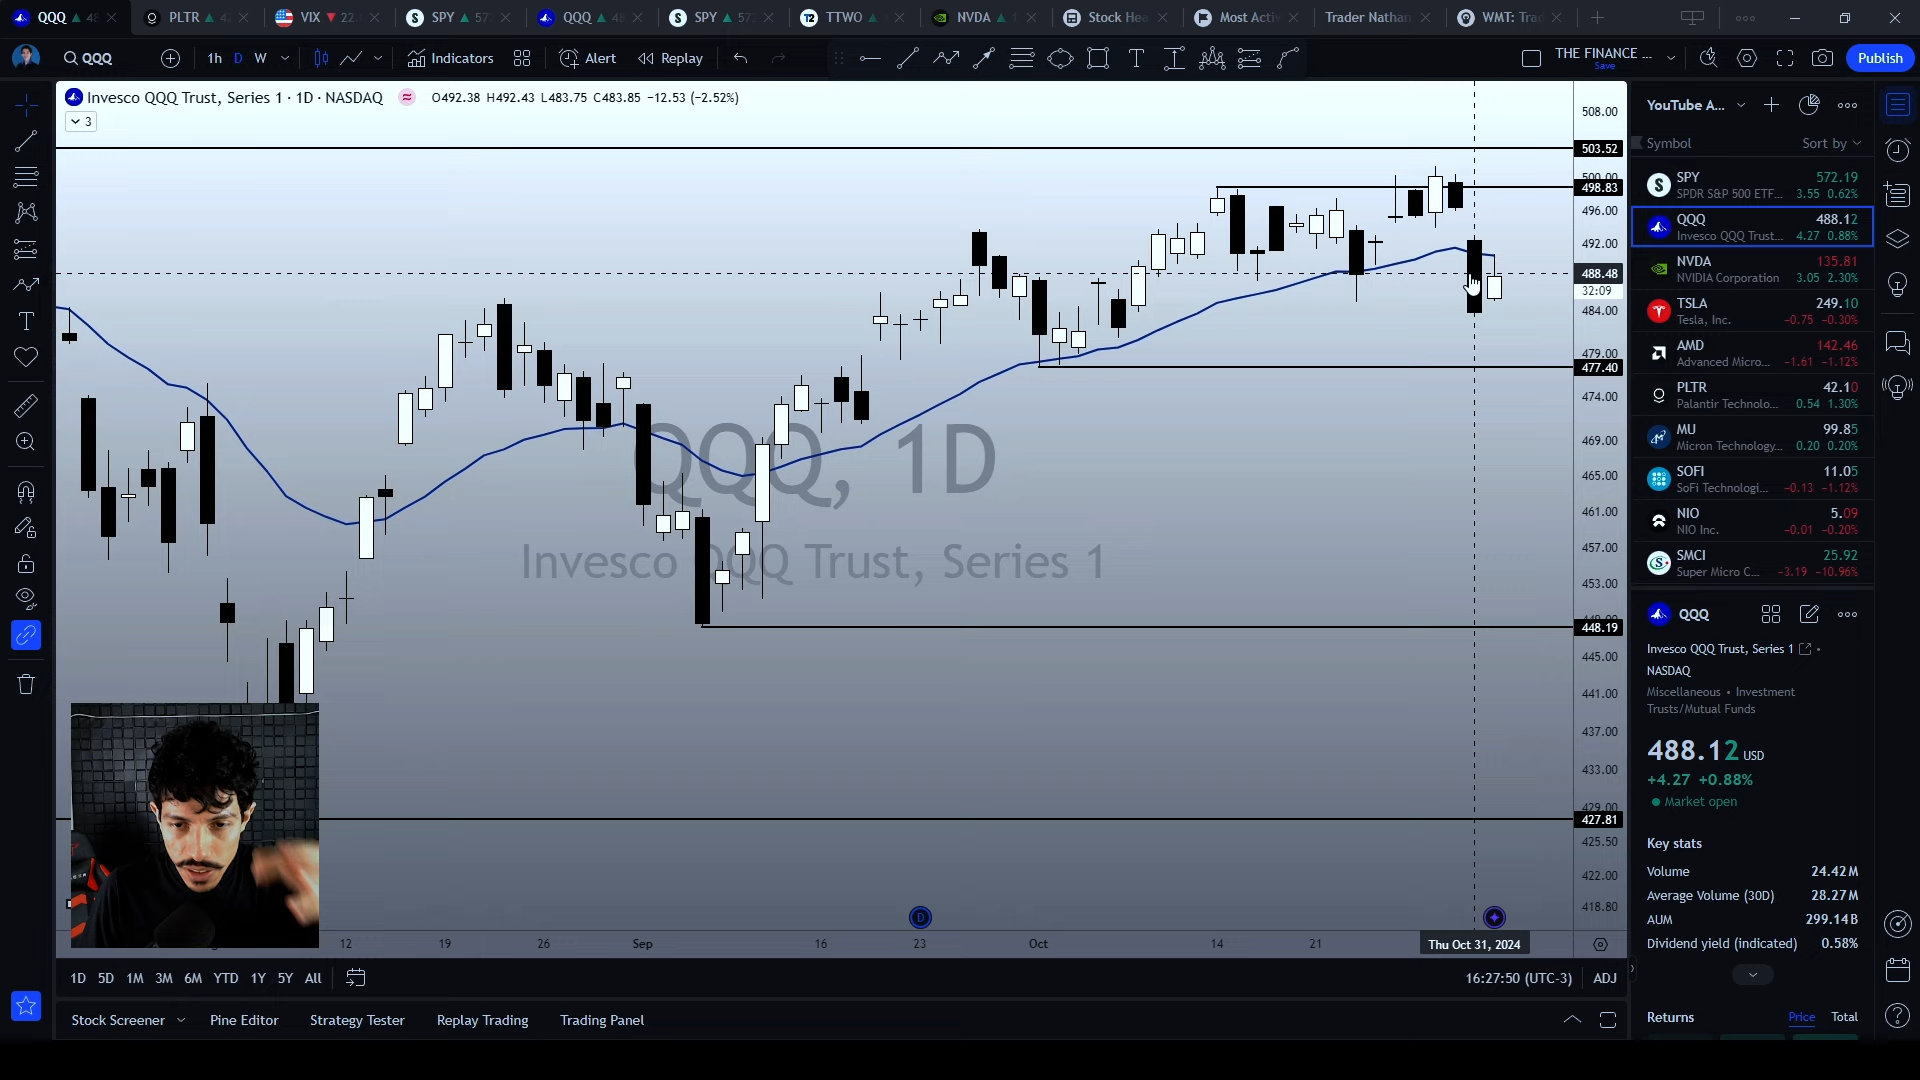 QQQ
PLTR
VIX
SPY
QQQ
SPY
TTWO
NVDA
Stock Hea
Most Activ
Trader Nathan
WMT: Trad
QQQ
1h D W
Indicators
Alert
Replay
THE FINANCE ...
Save
Publish
Invesco QQQ Trust, Series 1 · 1D · NASDAQ
O492.38 H492.43 L483.75 C483.85 −12.53 (−2.52%)
3
QQQ, 1D
Invesco QQQ Trust, Series 1
508.00
503.52
500.00
498.83
496.00
492.00
488.48
32:09
484.00
479.00
477.40
474.00
469.00
465.00
461.00
457.00
453.00
448.19
445.00
441.00
437.00
433.00
429.00
427.81
425.50
422.00
418.80
D
12
19
26
Sep
16
23
Oct
14
21
Thu Oct 31, 2024
1D 5D 1M 3M 6M YTD 1Y 5Y All
16:27:50 (UTC-3)
ADJ
Stock Screener
Pine Editor
Strategy Tester
Replay Trading
Trading Panel
YouTube A...
Symbol
Sort by
SPY 572.19
SPDR S&P 500 ETF... 3.55 0.62%
QQQ 488.12
Invesco QQQ Trust... 4.27 0.88%
NVDA 135.81
NVIDIA Corporation 3.05 2.30%
TSLA 249.10
Tesla, Inc. −0.75 −0.30%
AMD 142.46
Advanced Micro... −1.61 −1.12%
PLTR 42.10
Palantir Technolo... 0.54 1.30%
MU 99.85
Micron Technology... 0.20 0.20%
SOFI 11.05
SoFi Technologi... −0.13 −1.12%
NIO 5.09
NIO Inc. −0.01 −0.20%
SMCI 25.92
Super Micro C... −3.19 −10.96%
QQQ
Invesco QQQ Trust, Series 1 •
NASDAQ
Miscellaneous • Investment
Trusts/Mutual Funds
488.12 USD
+4.27 +0.88%
Market open
Key stats
Volume 24.42M
Average Volume (30D) 28.27M
AUM 299.14B
Dividend yield (indicated) 0.58%
Returns
Price Total